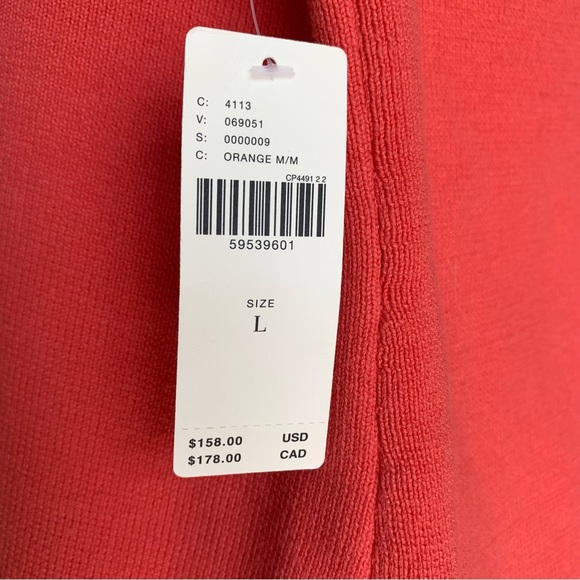 C: 4113
V: 069051
S: 0000009
C: ORANGE M/M
CP4491 2 2
59539601
SIZE
L
$158.00 USD
$178.00 CAD